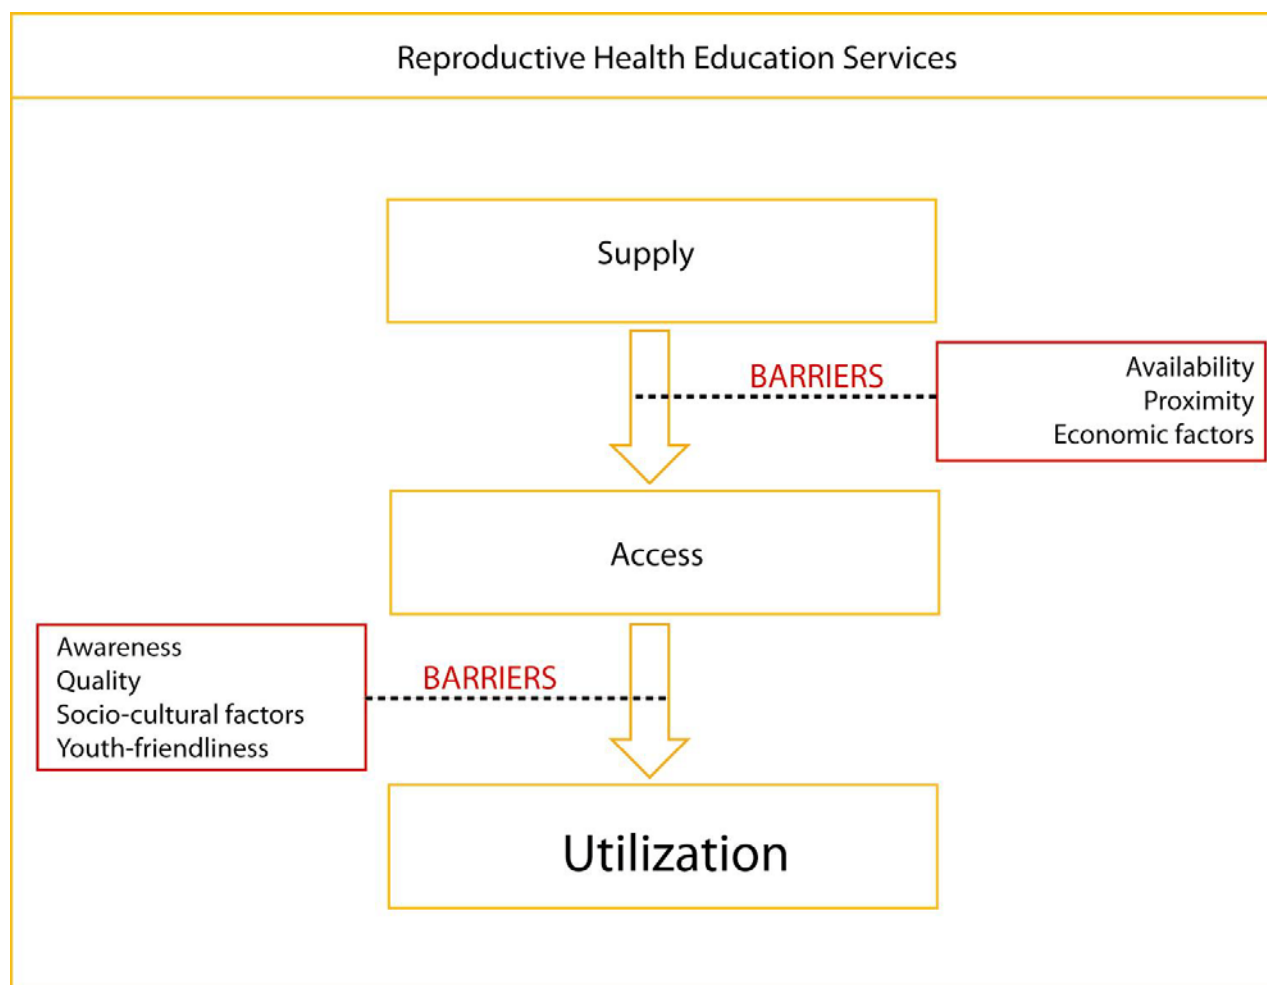 Reproductive Health Education Services
Supply
BARRIERS
Availability
Proximity
Economic factors
Access
Awareness
Quality
Socio-cultural factors
Youth-friendliness
BARRIERS
Utilization